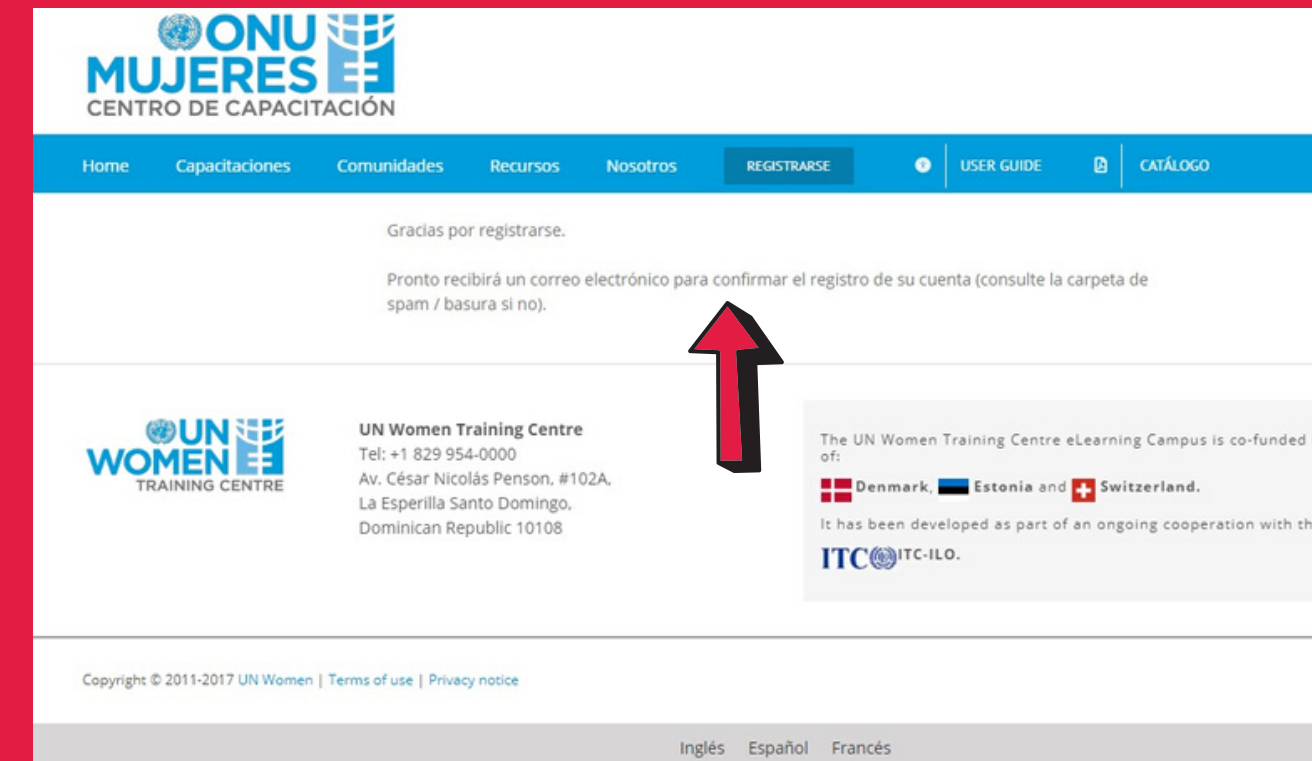 ONU
MUJERES
CENTRO DE CAPACITACIÓN
Home Capacitaciones Comunidades Recursos Nosotros REGISTRARSE USER GUIDE CATÁLOGO
Gracias por registrarse.
Pronto recibirá un correo electrónico para confirmar el registro de su cuenta (consulte la carpeta de
spam / basura si no).
UN
WOMEN
TRAINING CENTRE
UN Women Training Centre
Tel: +1 829 954-0000
Av. César Nicolás Penson, #102A,
La Esperilla Santo Domingo,
Dominican Republic 10108
The UN Women Training Centre eLearning Campus is co-funded
of:
Denmark, Estonia and Switzerland.
It has been developed as part of an ongoing cooperation with th
ITC ITC-ILO.
Copyright © 2011-2017 UN Women | Terms of use | Privacy notice
Inglés Español Francés